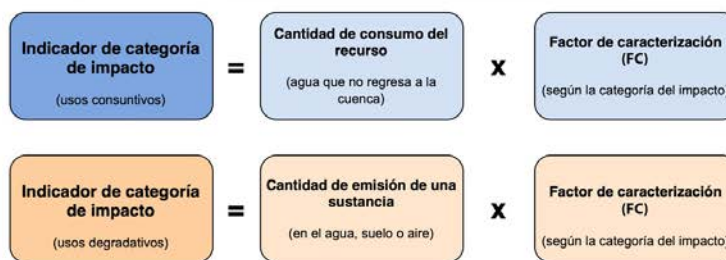 Indicador de categoría
de impacto
(usos consuntivos)
=
Cantidad de consumo del
recurso
(agua que no regresa a la
cuenca)
x
Factor de caracterización
(FC)
(según la categoría del impacto)
Indicador de categoría
de impacto
(usos degradativos)
=
Cantidad de emisión de una
sustancia
(en el agua, suelo o aire)
x
Factor de caracterización
(FC)
(según la categoría del impacto)